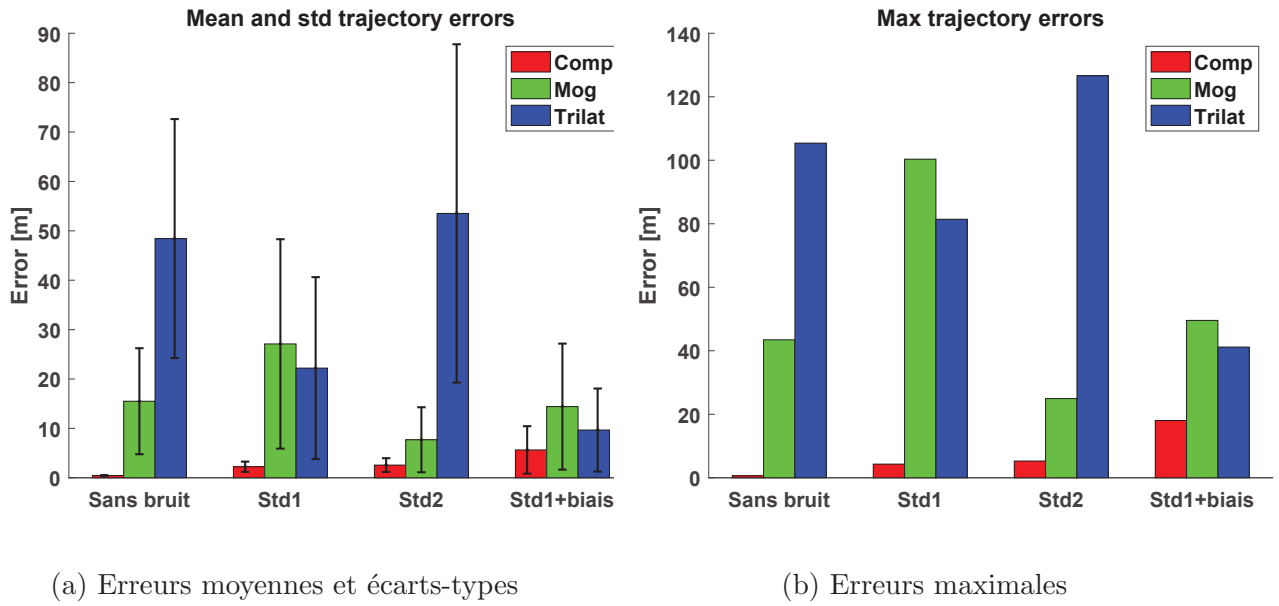 Mean and std trajectory errors
Error [m]
90
80
70
60
50
40
30
20
10
0
Comp
Mog
Trilat
Sans bruit Std1 Std2 Std1+biais
(a) Erreurs moyennes et écarts-types
Max trajectory errors
Error [m]
140
120
100
80
60
40
20
0
Comp
Mog
Trilat
Sans bruit Std1 Std2 Std1+biais
(b) Erreurs maximales